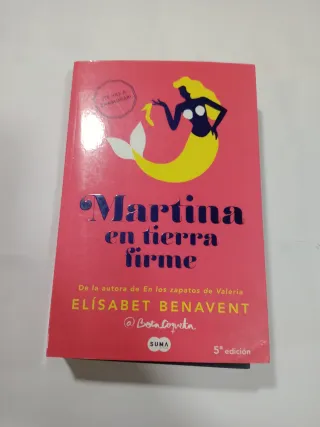 Martina
en tierra
firme
De la autora de En los zapatos de Valeria
ELÍSABET BENAVENT
@BetaCoqueta
SUMA
5ª edición